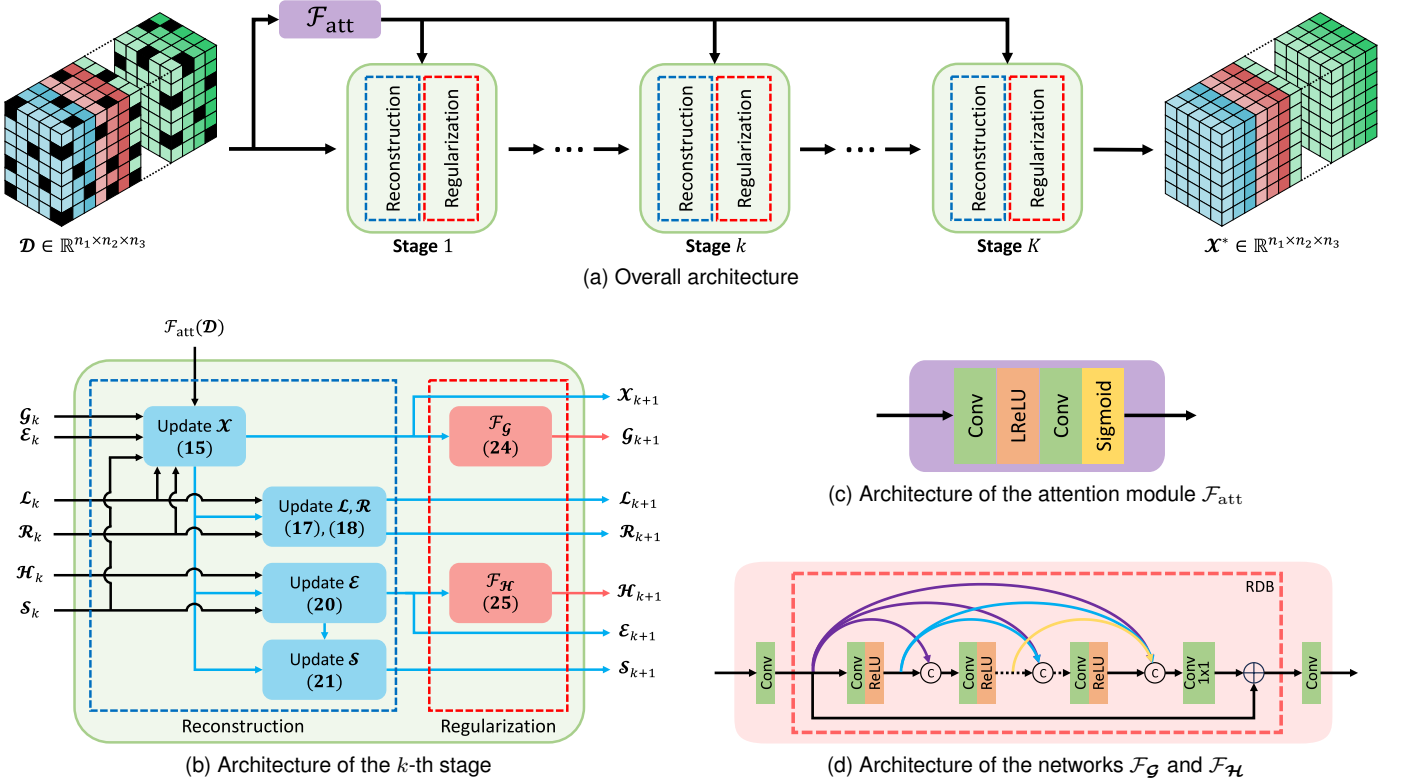 𝓕att
Reconstruction
Regularization
Reconstruction
Regularization
Reconstruction
Regularization
𝓓 ∈ ℝ^{n₁×n₂×n₃}
Stage 1
Stage k
Stage K
𝓧* ∈ ℝ^{n₁×n₂×n₃}
(a) Overall architecture
𝓕att(𝓓)
𝓖k
𝓔k
𝓛k
𝓡k
𝓗k
𝓢k
Update 𝓧
(15)
Update 𝓛, 𝓡
(17), (18)
Update 𝓔
(20)
Update 𝓢
(21)
𝓕𝓖
(24)
𝓕𝓗
(25)
𝓧k+1
𝓖k+1
𝓛k+1
𝓡k+1
𝓗k+1
𝓔k+1
𝓢k+1
Reconstruction
Regularization
(b) Architecture of the k-th stage
Conv
LReLU
Conv
Sigmoid
(c) Architecture of the attention module 𝓕att
RDB
Conv
Conv
ReLU
C
Conv
ReLU
C
Conv
ReLU
C
Conv
1x1
Conv
(d) Architecture of the networks 𝓕𝓖 and 𝓕𝓗